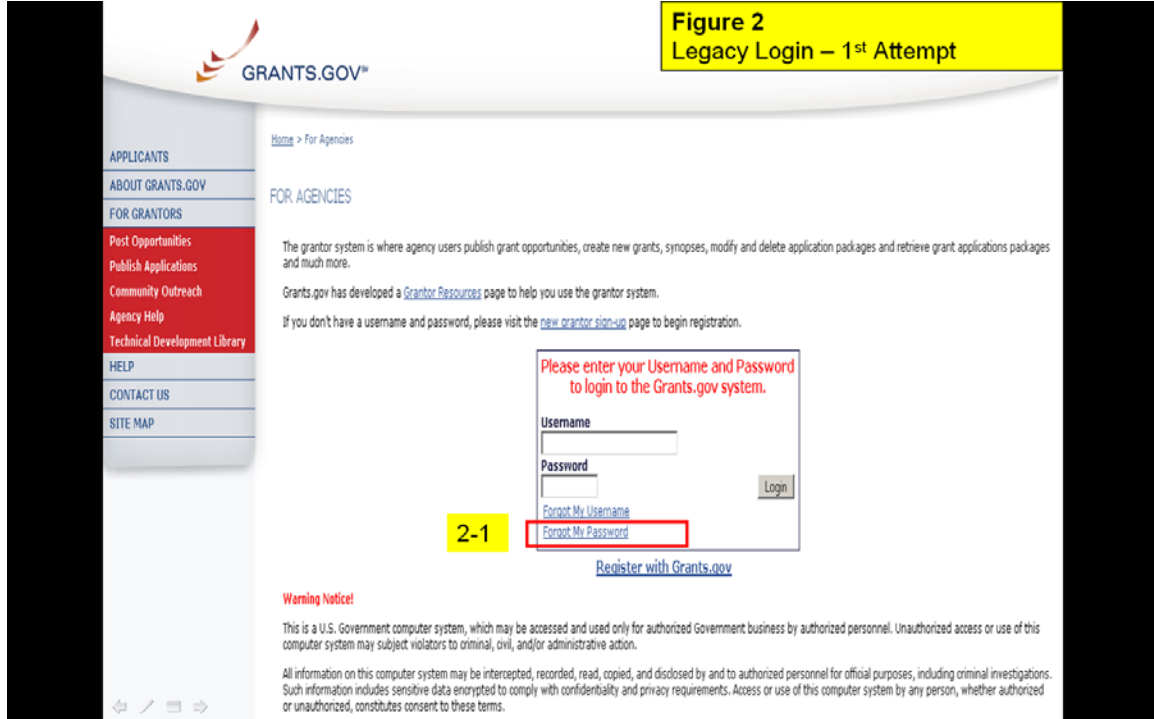 Figure 2
Legacy Login – 1st Attempt
GRANTS.GOV℠
Home > For Agencies
APPLICANTS
ABOUT GRANTS.GOV
FOR GRANTORS
Post Opportunities
Publish Applications
Community Outreach
Agency Help
Technical Development Library
HELP
CONTACT US
SITE MAP
FOR AGENCIES
The grantor system is where agency users publish grant opportunities, create new grants, synopses, modify and delete application packages and retrieve grant applications packages
and much more.
Grants.gov has developed a Grantor Resources page to help you use the grantor system.
If you don't have a username and password, please visit the new grantor sign-up page to begin registration.
Please enter your Username and Password
to login to the Grants.gov system.
Username
Password
Login
Forgot My Username
2-1
Forgot My Password
Register with Grants.gov
Warning Notice!
This is a U.S. Government computer system, which may be accessed and used only for authorized Government business by authorized personnel. Unauthorized access or use of this
computer system may subject violators to criminal, civil, and/or administrative action.
All information on this computer system may be intercepted, recorded, read, copied, and disclosed by and to authorized personnel for official purposes, including criminal investigations.
Such information includes sensitive data encrypted to comply with confidentiality and privacy requirements. Access or use of this computer system by any person, whether authorized
or unauthorized, constitutes consent to these terms.